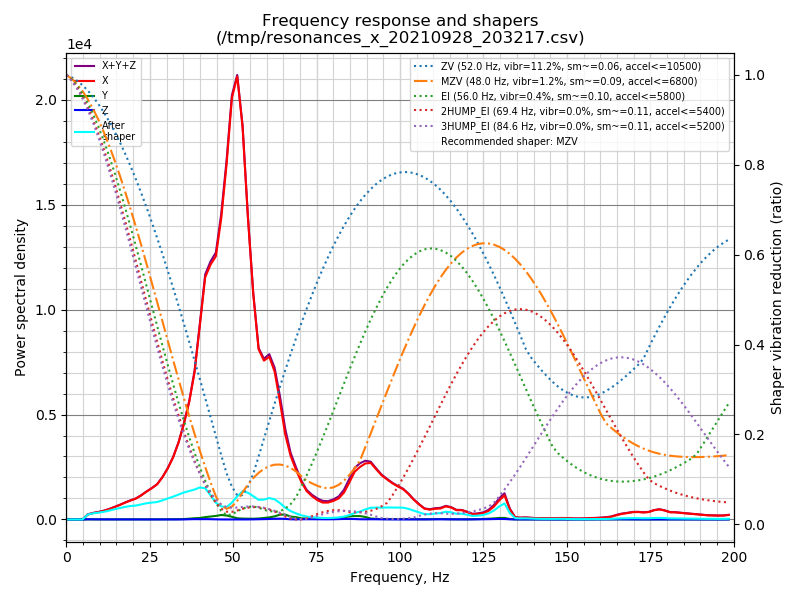 Frequency response and shapers
(/tmp/resonances_x_20210928_203217.csv)
1e4
X+Y+Z
X
Y
Z
After
shaper
ZV (52.0 Hz, vibr=11.2%, sm~=0.06, accel<=10500)
MZV (48.0 Hz, vibr=1.2%, sm~=0.09, accel<=6800)
EI (56.0 Hz, vibr=0.4%, sm~=0.10, accel<=5800)
2HUMP_EI (69.4 Hz, vibr=0.0%, sm~=0.11, accel<=5400)
3HUMP_EI (84.6 Hz, vibr=0.0%, sm~=0.11, accel<=5200)
Recommended shaper: MZV
Power spectral density
2.0
1.5
1.0
0.5
0.0
1.0
0.8
0.6
0.4
0.2
0.0
Shaper vibration reduction (ratio)
0 25 50 75 100 125 150 175 200
Frequency, Hz